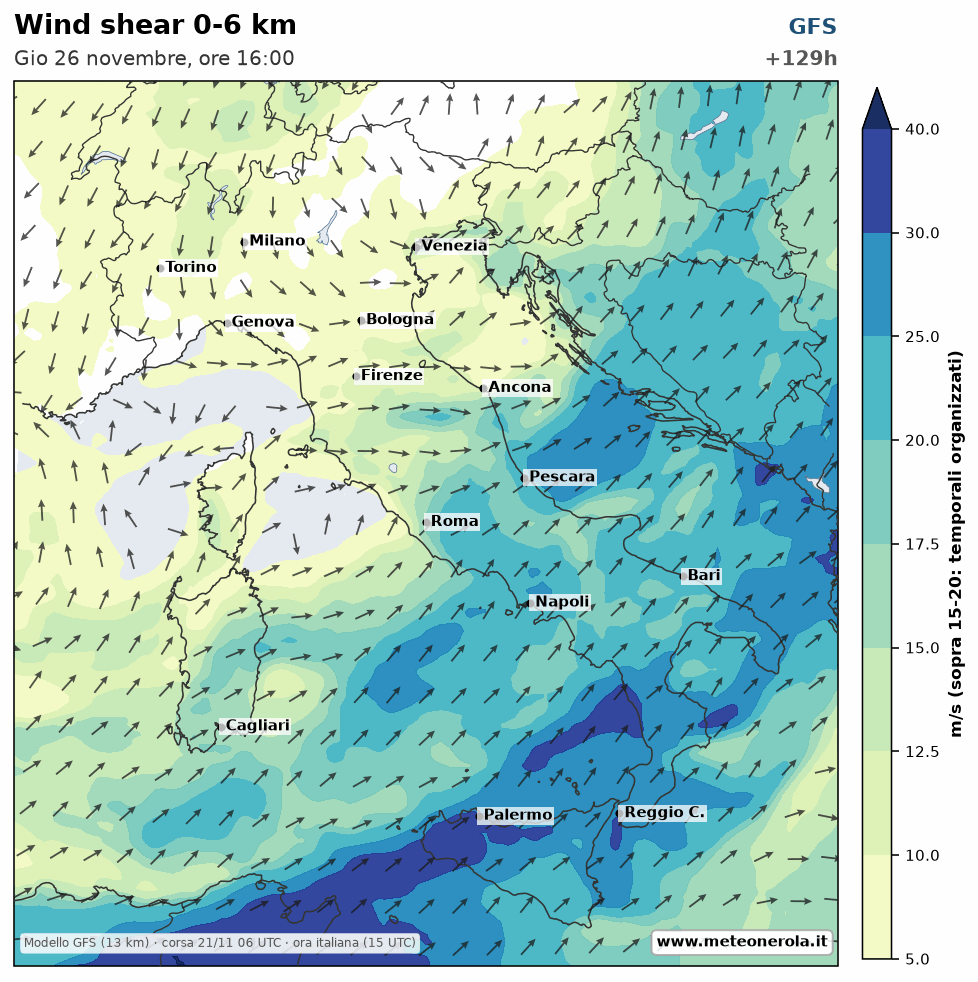 Wind shear 0-6 km
GFS
Gio 26 novembre, ore 16:00
+129h
Milano
Venezia
Torino
Genova
Bologna
Firenze
Ancona
Pescara
Roma
Bari
Napoli
Cagliari
Palermo
Reggio C.
Modello GFS (13 km) · corsa 21/11 06 UTC · ora italiana (15 UTC)
www.meteonerola.it
40.0
30.0
25.0
20.0
17.5
15.0
12.5
10.0
5.0
m/s (sopra 15-20: temporali organizzati)